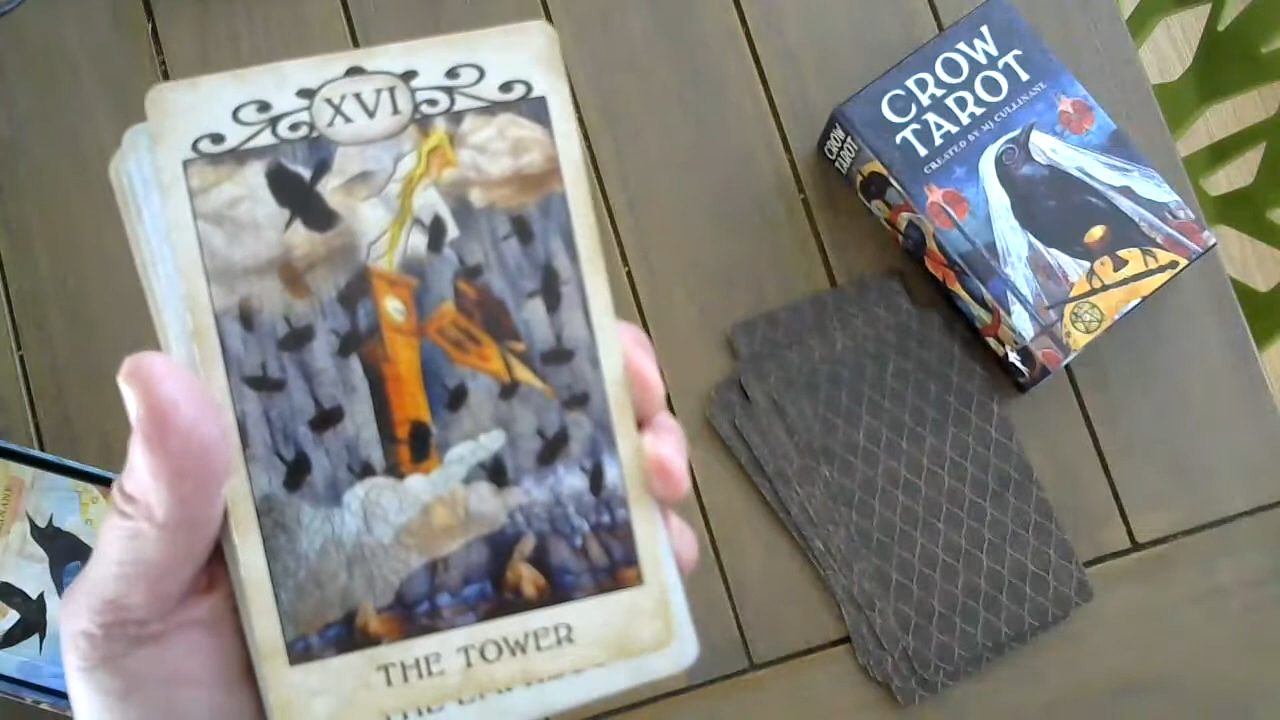 XVI
THE TOWER
CROW
TAROT
CREATED BY MJ CULLINANE
CROW
TAROT